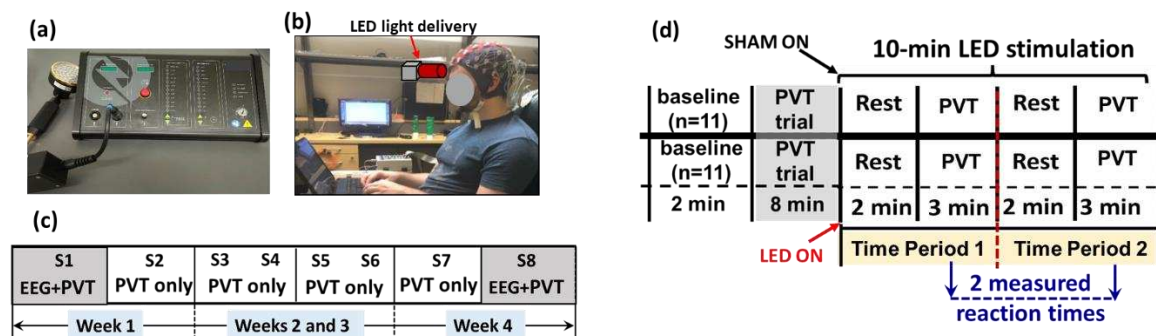 (a)
(b)
LED light delivery
(c)
S1
EEG+PVT
S2
PVT only
S3 S4
PVT only
S5 S6
PVT only
S7
PVT only
S8
EEG+PVT
Week 1
Weeks 2 and 3
Week 4
(d)
SHAM ON
10-min LED stimulation
baseline
(n=11)
PVT
trial
Rest
PVT
Rest
PVT
baseline
(n=11)
PVT
trial
Rest
PVT
Rest
PVT
2 min
8 min
2 min
3 min
2 min
3 min
LED ON
Time Period 1
Time Period 2
2 measured
reaction times